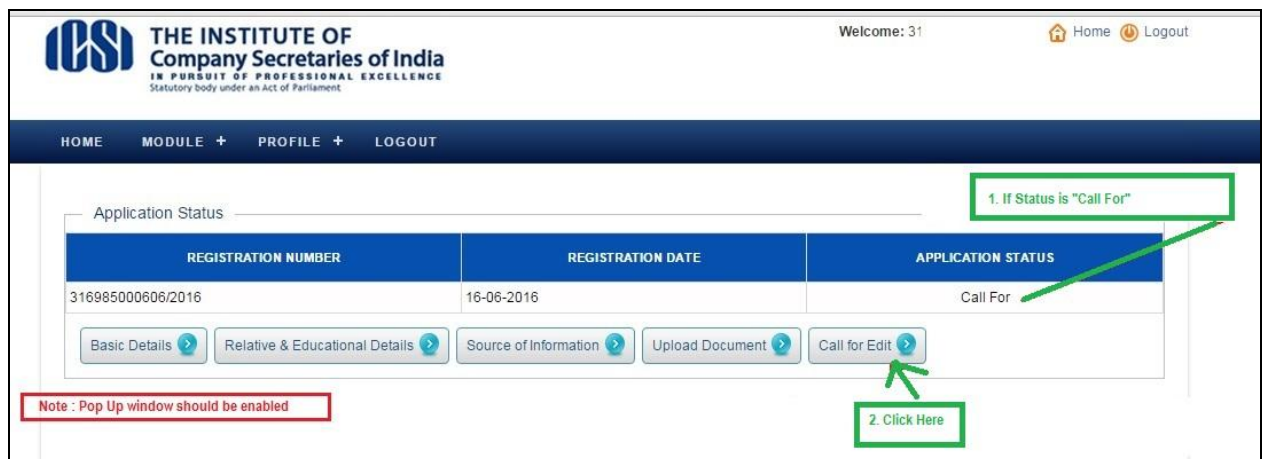 ICSI
THE INSTITUTE OF
Company Secretaries of India
IN PURSUIT OF PROFESSIONAL EXCELLENCE
Statutory body under an Act of Parliament
Welcome: 31
Home Logout
HOME MODULE + PROFILE + LOGOUT
1. If Status is "Call For"
Application Status
REGISTRATION NUMBER REGISTRATION DATE APPLICATION STATUS
316985000606/2016 16-06-2016 Call For
Basic Details Relative & Educational Details Source of Information Upload Document Call for Edit
Note : Pop Up window should be enabled
2. Click Here